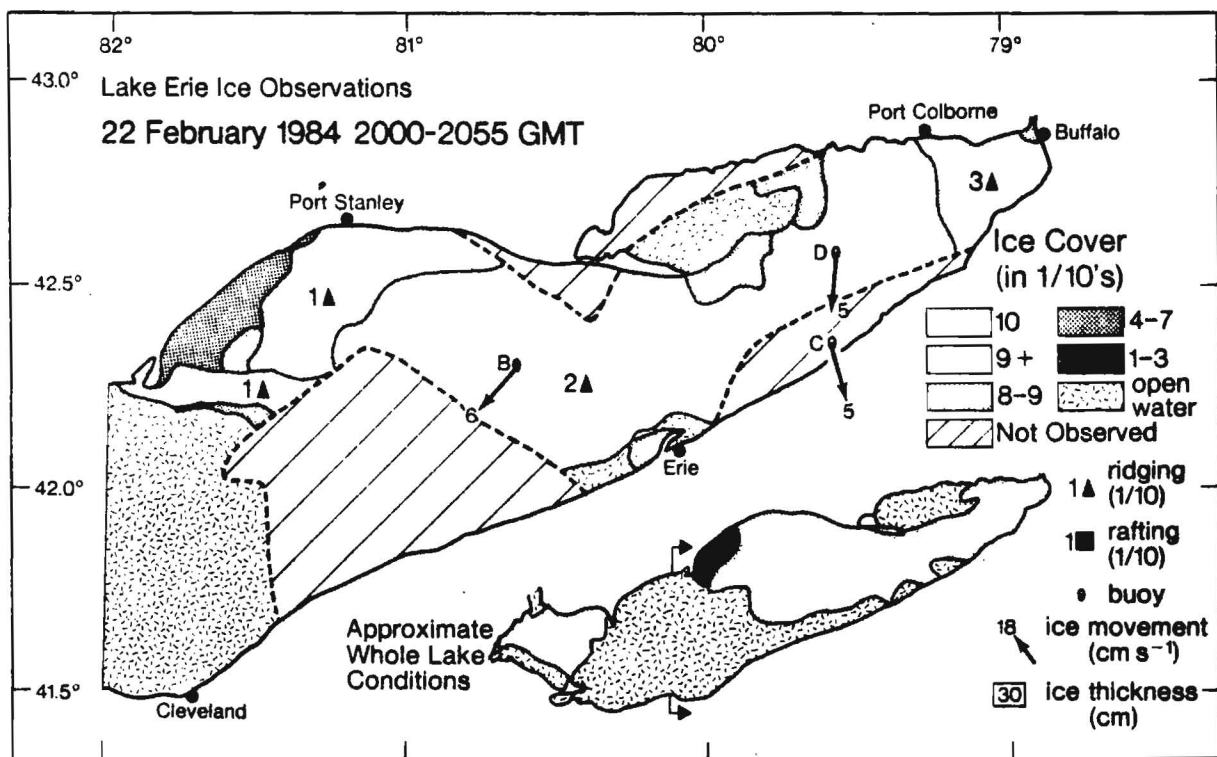 82°
81°
80°
79°
43.0°
Lake Erie Ice Observations
22 February 1984 2000-2055 GMT
Port Colborne
Buffalo
3▲
Port Stanley
D
Ice Cover
(in 1/10's)
42.5°
1▲
5
10
4-7
C
9+
1-3
B
2▲
8-9
open
water
1▲
6
5
Not Observed
Erie
42.0°
1▲ ridging
(1/10)
1■ rafting
(1/10)
buoy
Approximate
Whole Lake
Conditions
18 ice movement
(cm s⁻¹)
41.5°
30 ice thickness
(cm)
Cleveland